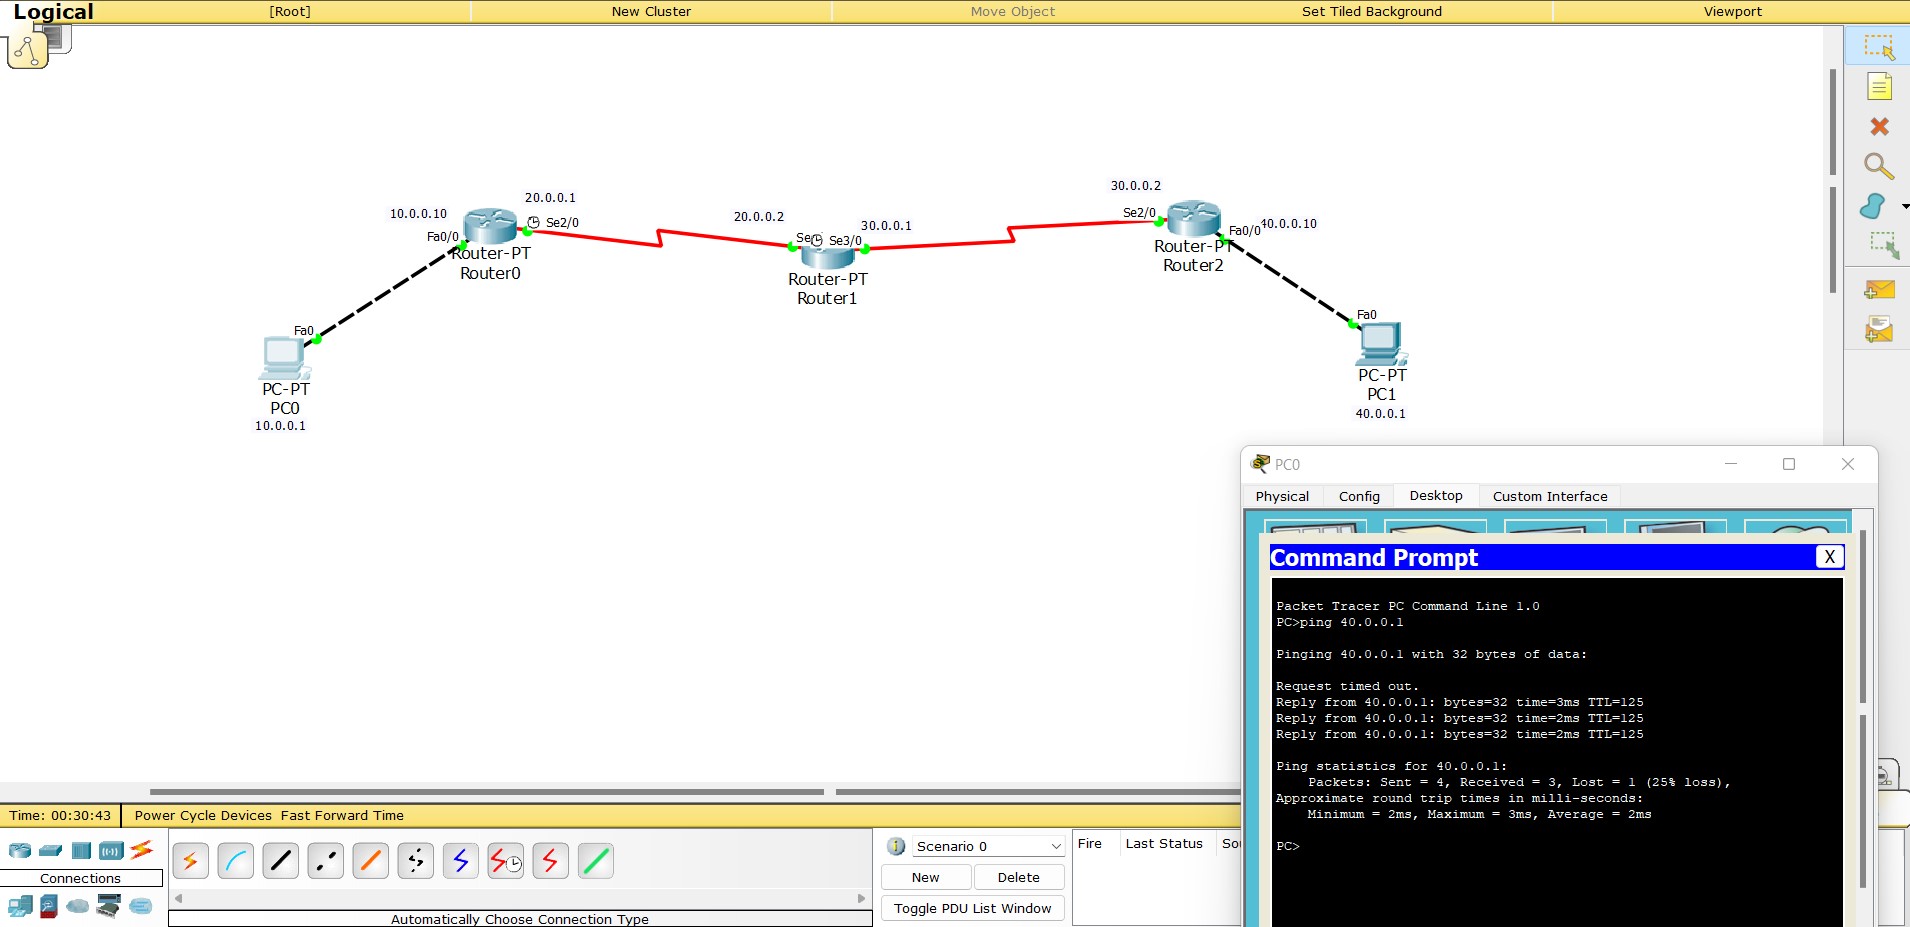 Logical
[Root]
New Cluster
Move Object
Set Tiled Background
Viewport
20.0.0.1
10.0.0.10
Se2/0
Fa0/0
Router-PT
Router0
20.0.0.2
30.0.0.1
Se3/0
Router-PT
Router1
30.0.0.2
Se2/0
Fa0/0
40.0.0.10
Router-PT
Router2
Fa0
PC-PT
PC0
10.0.0.1
Fa0
PC-PT
PC1
40.0.0.1
PC0
Physical
Config
Desktop
Custom Interface
Command Prompt
X
Packet Tracer PC Command Line 1.0
PC>ping 40.0.0.1
Pinging 40.0.0.1 with 32 bytes of data:
Request timed out.
Reply from 40.0.0.1: bytes=32 time=3ms TTL=125
Reply from 40.0.0.1: bytes=32 time=2ms TTL=125
Reply from 40.0.0.1: bytes=32 time=2ms TTL=125
Ping statistics for 40.0.0.1:
Packets: Sent = 4, Received = 3, Lost = 1 (25% loss),
Approximate round trip times in milli-seconds:
Minimum = 2ms, Maximum = 3ms, Average = 2ms
PC>
Time: 00:30:43
Power Cycle Devices Fast Forward Time
Connections
Automatically Choose Connection Type
Scenario 0
New
Delete
Toggle PDU List Window
Fire
Last Status